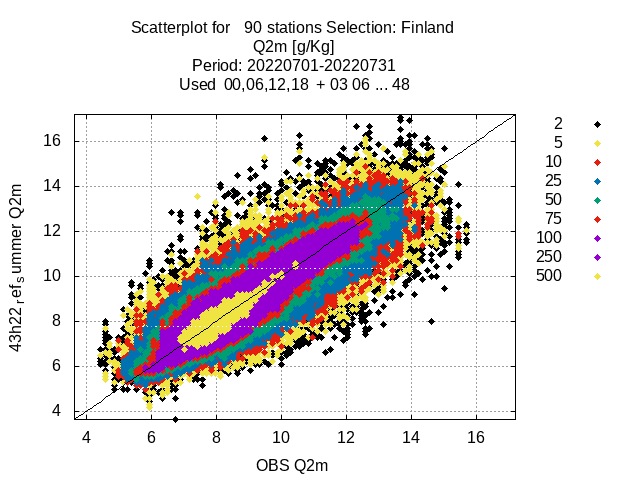 Scatterplot for 90 stations Selection: Finland
Q2m [g/Kg]
Period: 20220701-20220731
Used 00,06,12,18 + 03 06 ... 48
2
5
10
25
50
75
100
250
500
16
14
12
10
8
6
4
43h22refsummer Q2m
4 6 8 10 12 14 16
OBS Q2m